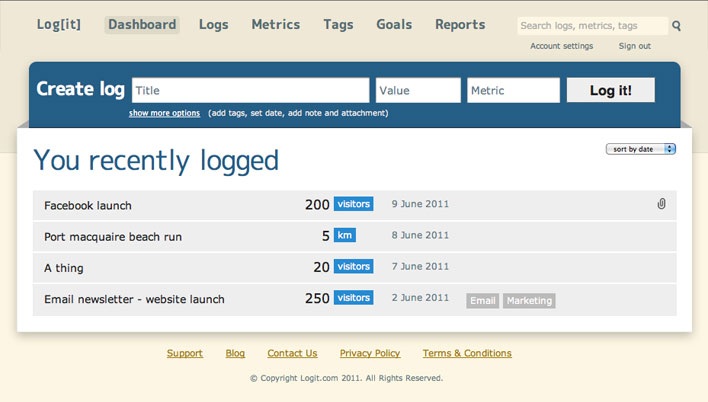 Log[it] Dashboard Logs Metrics Tags Goals Reports Search logs, metrics, tags
Account settings Sign out
Create log Title Value Metric Log it!
show more options (add tags, set date, add note and attachment)
You recently logged sort by date
Facebook launch 200 visitors 9 June 2011
Port macquaire beach run 5 km 8 June 2011
A thing 20 visitors 7 June 2011
Email newsletter - website launch 250 visitors 2 June 2011 Email Marketing
Support Blog Contact Us Privacy Policy Terms & Conditions
© Copyright Logit.com 2011. All Rights Reserved.